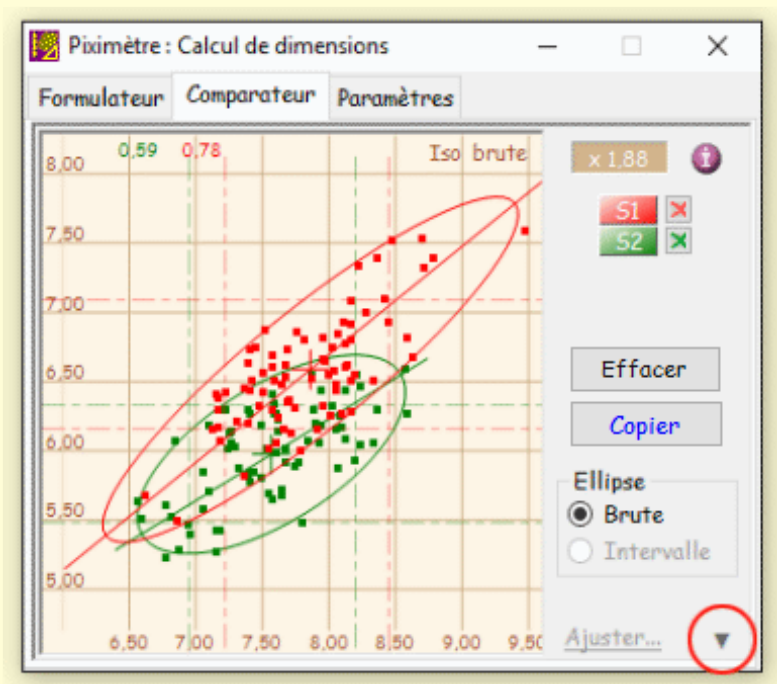 Piximètre : Calcul de dimensions
Formulateur Comparateur Paramètres
0,59 0,78 Iso brute
8,00
7,50
7,00
6,50
6,00
5,50
5,00
6,50 7,00 7,50 8,00 8,50 9,00 9,50
x 1,88
S1
S2
Effacer
Copier
Ellipse
Brute
Intervalle
Ajuster...